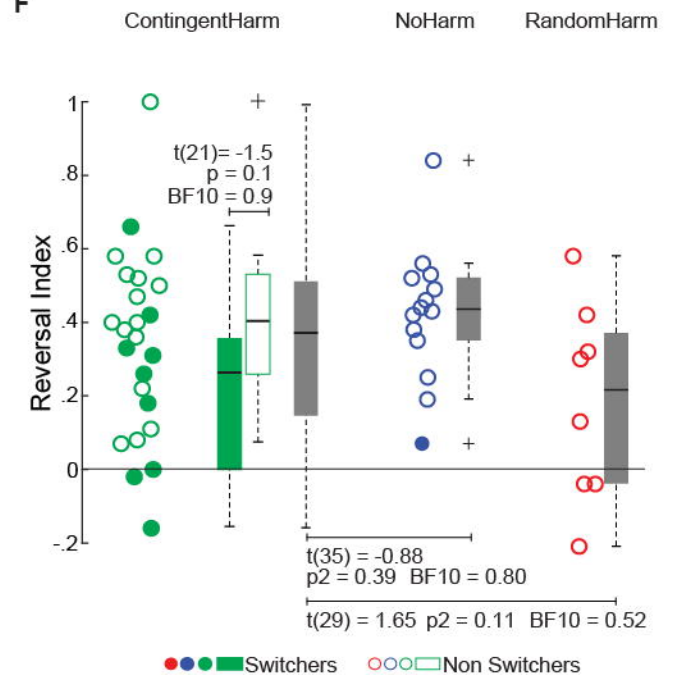 F
ContingentHarm NoHarm RandomHarm
1
t(21)= -1.5
p = 0.1
BF10 = 0.9
.8
.6
.4
.2
0
-.2
Reversal Index
t(35) = -0.88
p2 = 0.39 BF10 = 0.80
t(29) = 1.65 p2 = 0.11 BF10 = 0.52
Switchers Non Switchers